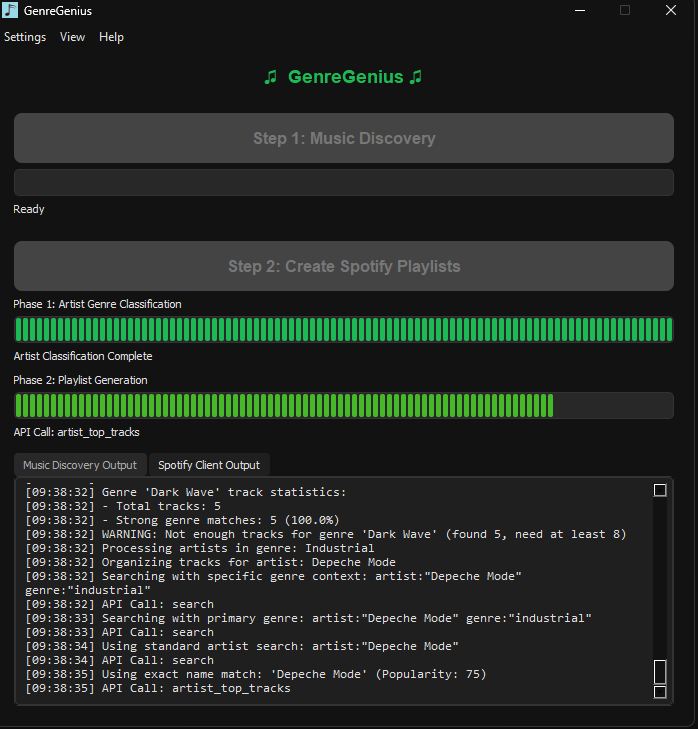 GenreGenius
Settings View Help
♫ GenreGenius ♫
Step 1: Music Discovery
Ready
Step 2: Create Spotify Playlists
Phase 1: Artist Genre Classification
Artist Classification Complete
Phase 2: Playlist Generation
API Call: artist_top_tracks
Music Discovery Output Spotify Client Output
[09:38:32] Genre 'Dark Wave' track statistics:
[09:38:32] - Total tracks: 5
[09:38:32] - Strong genre matches: 5 (100.0%)
[09:38:32] WARNING: Not enough tracks for genre 'Dark Wave' (found 5, need at least 8)
[09:38:32] Processing artists in genre: Industrial
[09:38:32] Organizing tracks for artist: Depeche Mode
[09:38:32] Searching with specific genre context: artist:"Depeche Mode"
genre:"industrial"
[09:38:32] API Call: search
[09:38:33] Searching with primary genre: artist:"Depeche Mode" genre:"industrial"
[09:38:33] API Call: search
[09:38:34] Using standard artist search: artist:"Depeche Mode"
[09:38:34] API Call: search
[09:38:35] Using exact name match: 'Depeche Mode' (Popularity: 75)
[09:38:35] API Call: artist_top_tracks